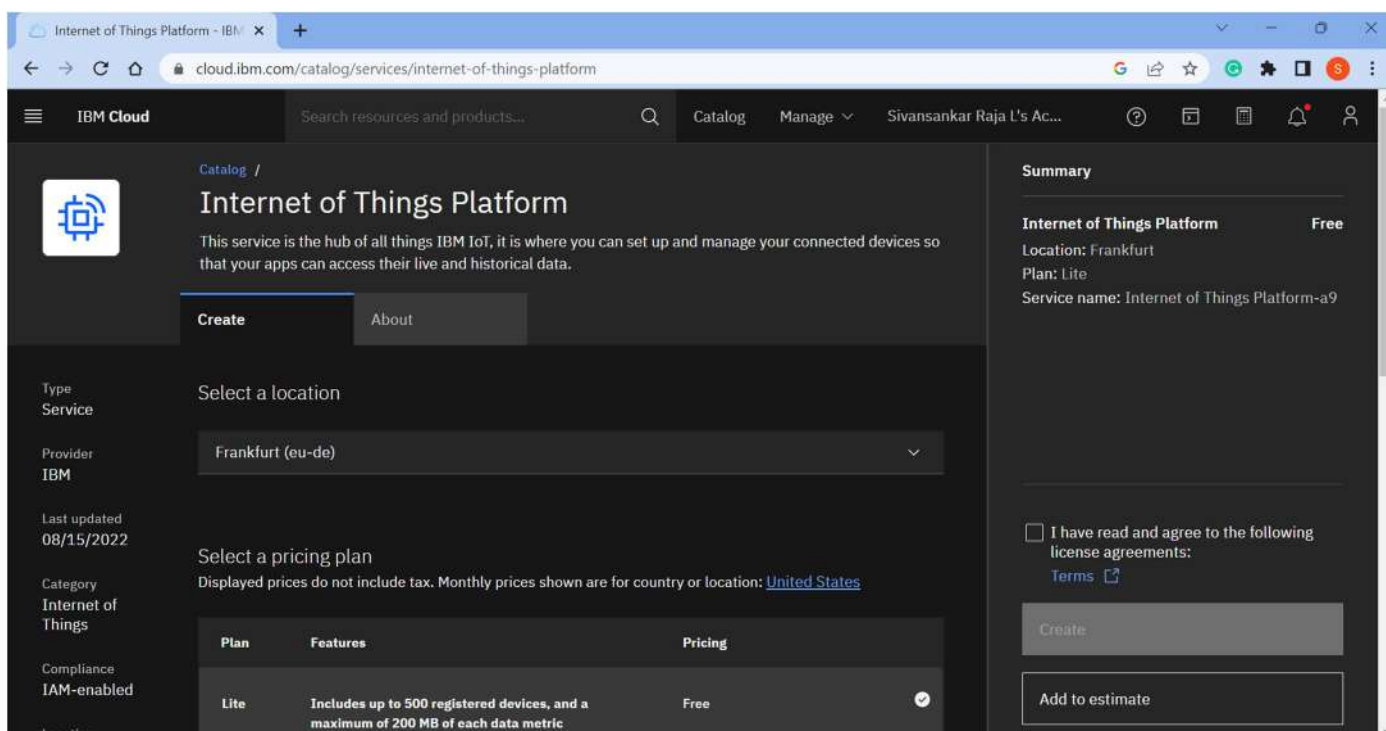 Internet of Things Platform - IBM
cloud.ibm.com/catalog/services/internet-of-things-platform
G
S
IBM Cloud
Search resources and products...
Catalog
Manage
Sivansankar Raja L's Ac...
Catalog /
Internet of Things Platform
This service is the hub of all things IBM IoT, it is where you can set up and manage your connected devices so
that your apps can access their live and historical data.
Create
About
Type
Service
Provider
IBM
Last updated
08/15/2022
Category
Internet of
Things
Compliance
IAM-enabled
Select a location
Frankfurt (eu-de)
Select a pricing plan
Displayed prices do not include tax. Monthly prices shown are for country or location: United States
Plan Features Pricing
Lite Includes up to 500 registered devices, and a Free
maximum of 200 MB of each data metric
Summary
Internet of Things Platform Free
Location: Frankfurt
Plan: Lite
Service name: Internet of Things Platform-a9
I have read and agree to the following
license agreements:
Terms
Create
Add to estimate